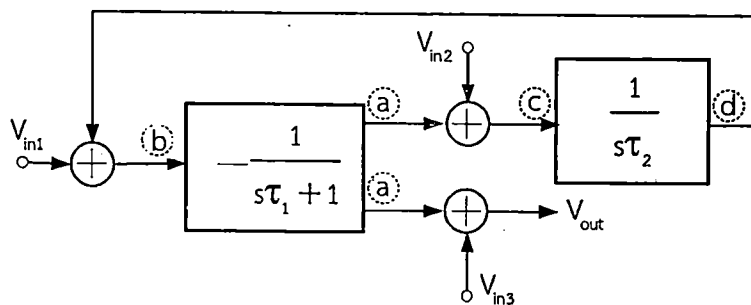 V_in2
a
c
1
d
V_in1
b
1
sτ_2
−
sτ_1 + 1
a
V_out
V_in3